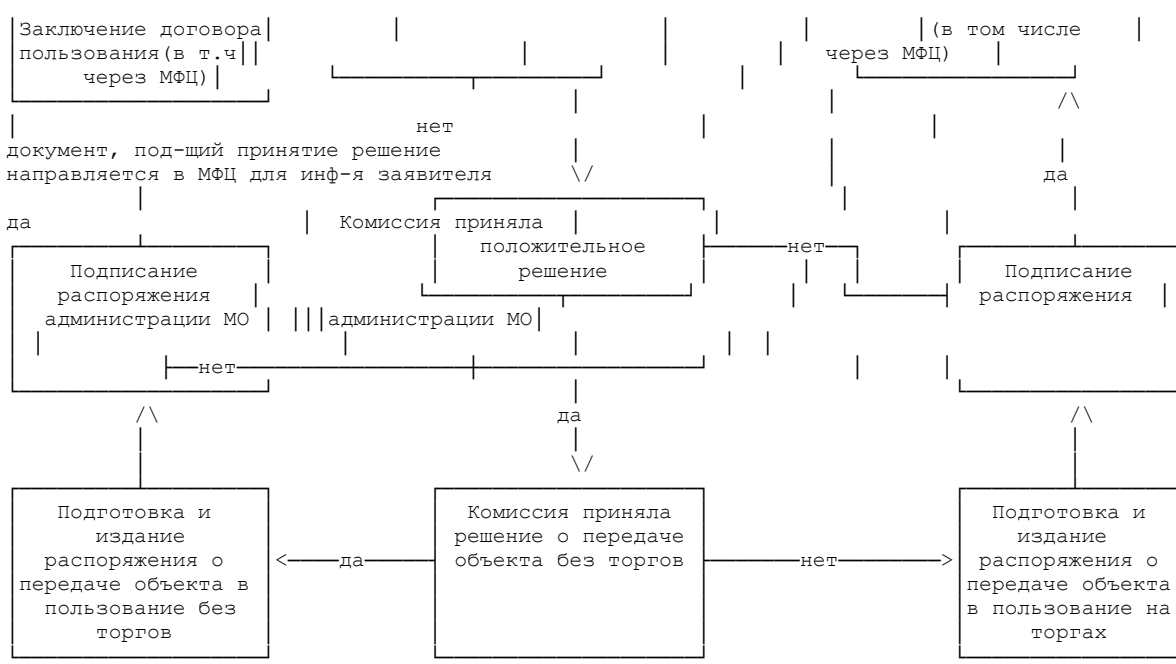 Заключение договора (в том числе
пользования(в т.ч через МФЦ)
через МФЦ)
нет
документ, под-щий принятие решение
направляется в МФЦ для инф-я заявителя да
да Комиссия приняла
положительное нет
Подписание решение Подписание
распоряжения распоряжения
администрации МО администрации МО
нет
да
Подготовка и Комиссия приняла Подготовка и
издание решение о передаче издание
распоряжения о да объекта без торгов нет распоряжения о
передаче объекта в передаче объекта
пользование без в пользование на
торгов торгах